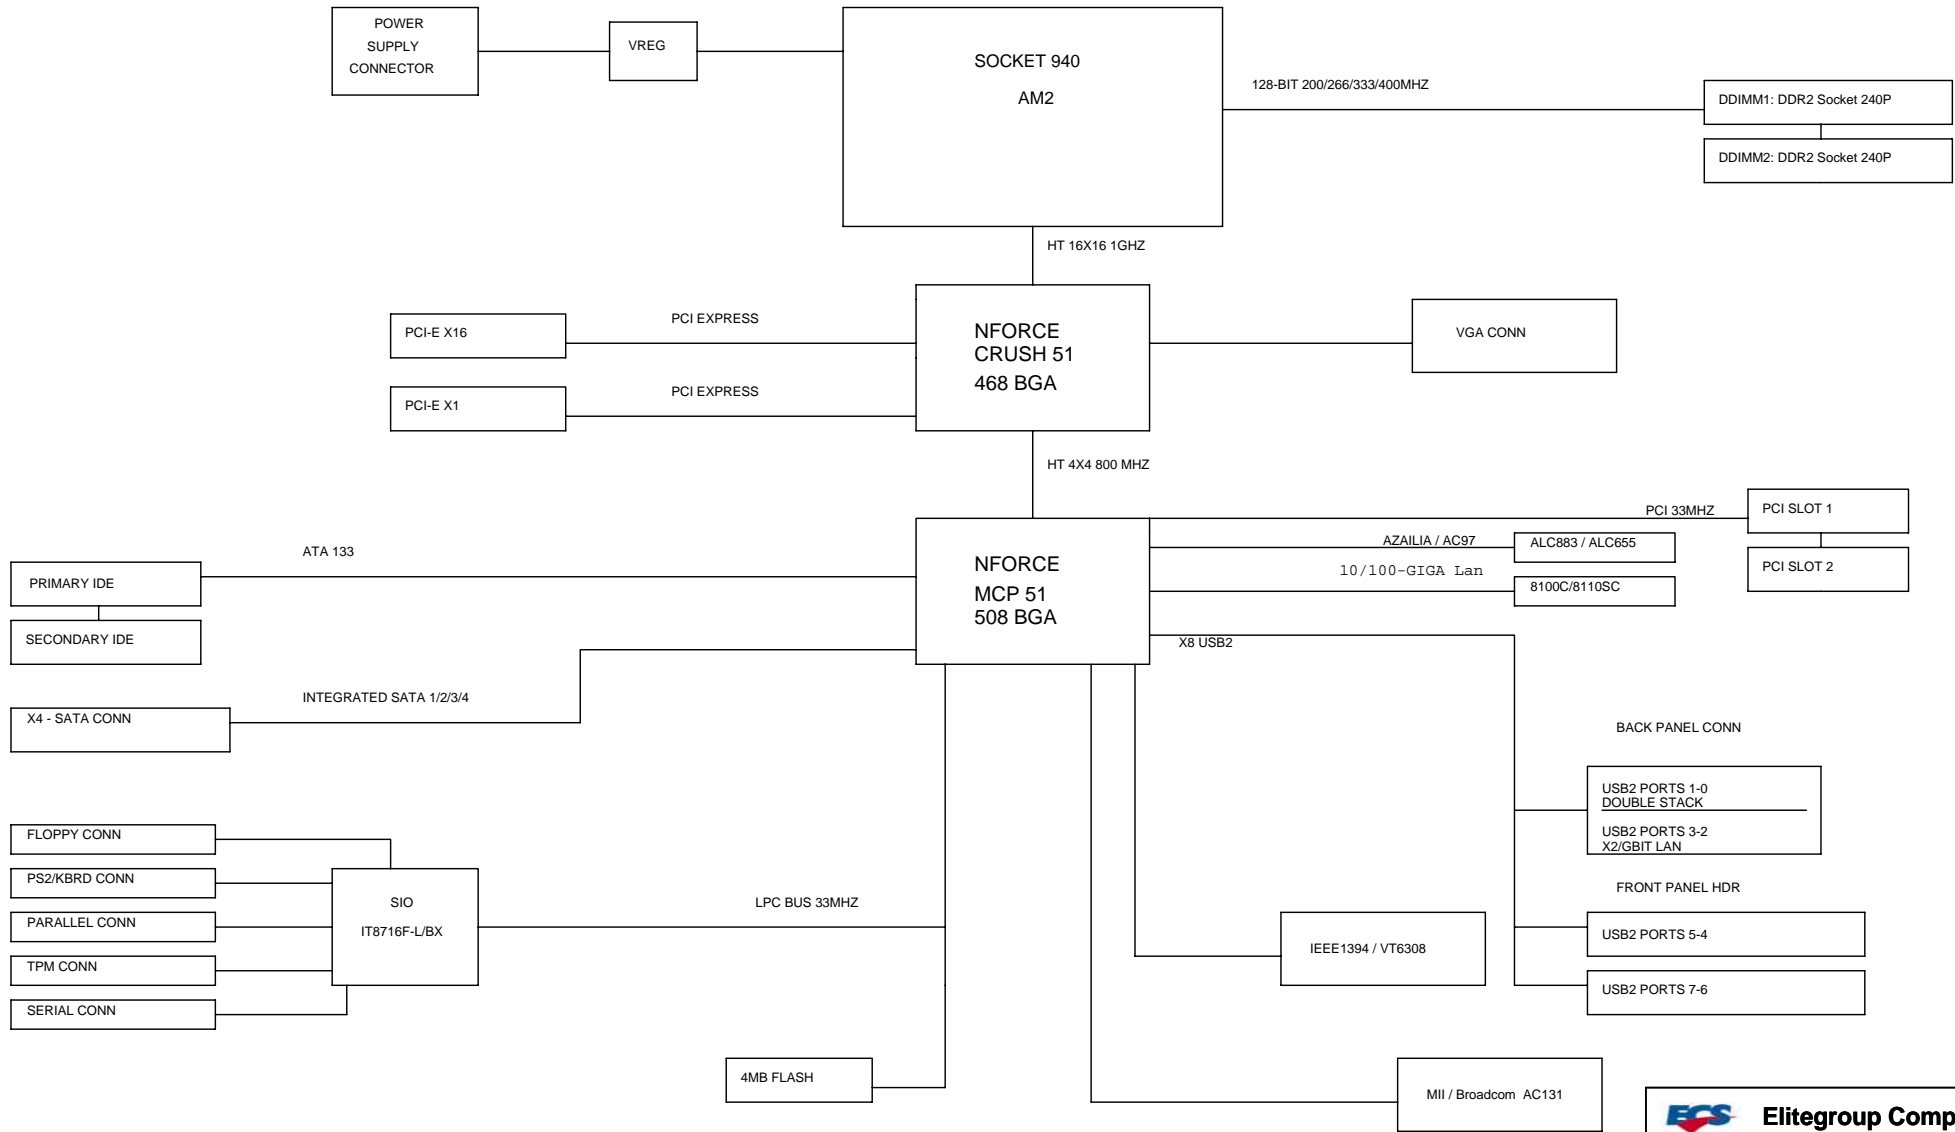 POWER
SUPPLY
CONNECTOR
VREG
SOCKET 940
AM2
128-BIT 200/266/333/400MHZ
DDIMM1: DDR2 Socket 240P
DDIMM2: DDR2 Socket 240P
HT 16X16 1GHZ
PCI-E X16
PCI EXPRESS
NFORCE
CRUSH 51
468 BGA
VGA CONN
PCI-E X1
PCI EXPRESS
HT 4X4 800 MHZ
PCI 33MHZ
PCI SLOT 1
PCI SLOT 2
ATA 133
PRIMARY IDE
SECONDARY IDE
NFORCE
MCP 51
508 BGA
AZAILIA / AC97
ALC883 / ALC655
10/100-GIGA Lan
8100C/8110SC
X8 USB2
INTEGRATED SATA 1/2/3/4
X4 - SATA CONN
BACK PANEL CONN
USB2 PORTS 1-0
DOUBLE STACK
USB2 PORTS 3-2
X2/GBIT LAN
FLOPPY CONN
PS2/KBRD CONN
PARALLEL CONN
TPM CONN
SERIAL CONN
SIO
IT8716F-L/BX
LPC BUS 33MHZ
FRONT PANEL HDR
USB2 PORTS 5-4
USB2 PORTS 7-6
IEEE1394 / VT6308
4MB FLASH
MII / Broadcom AC131
ECS Elitegroup Comp